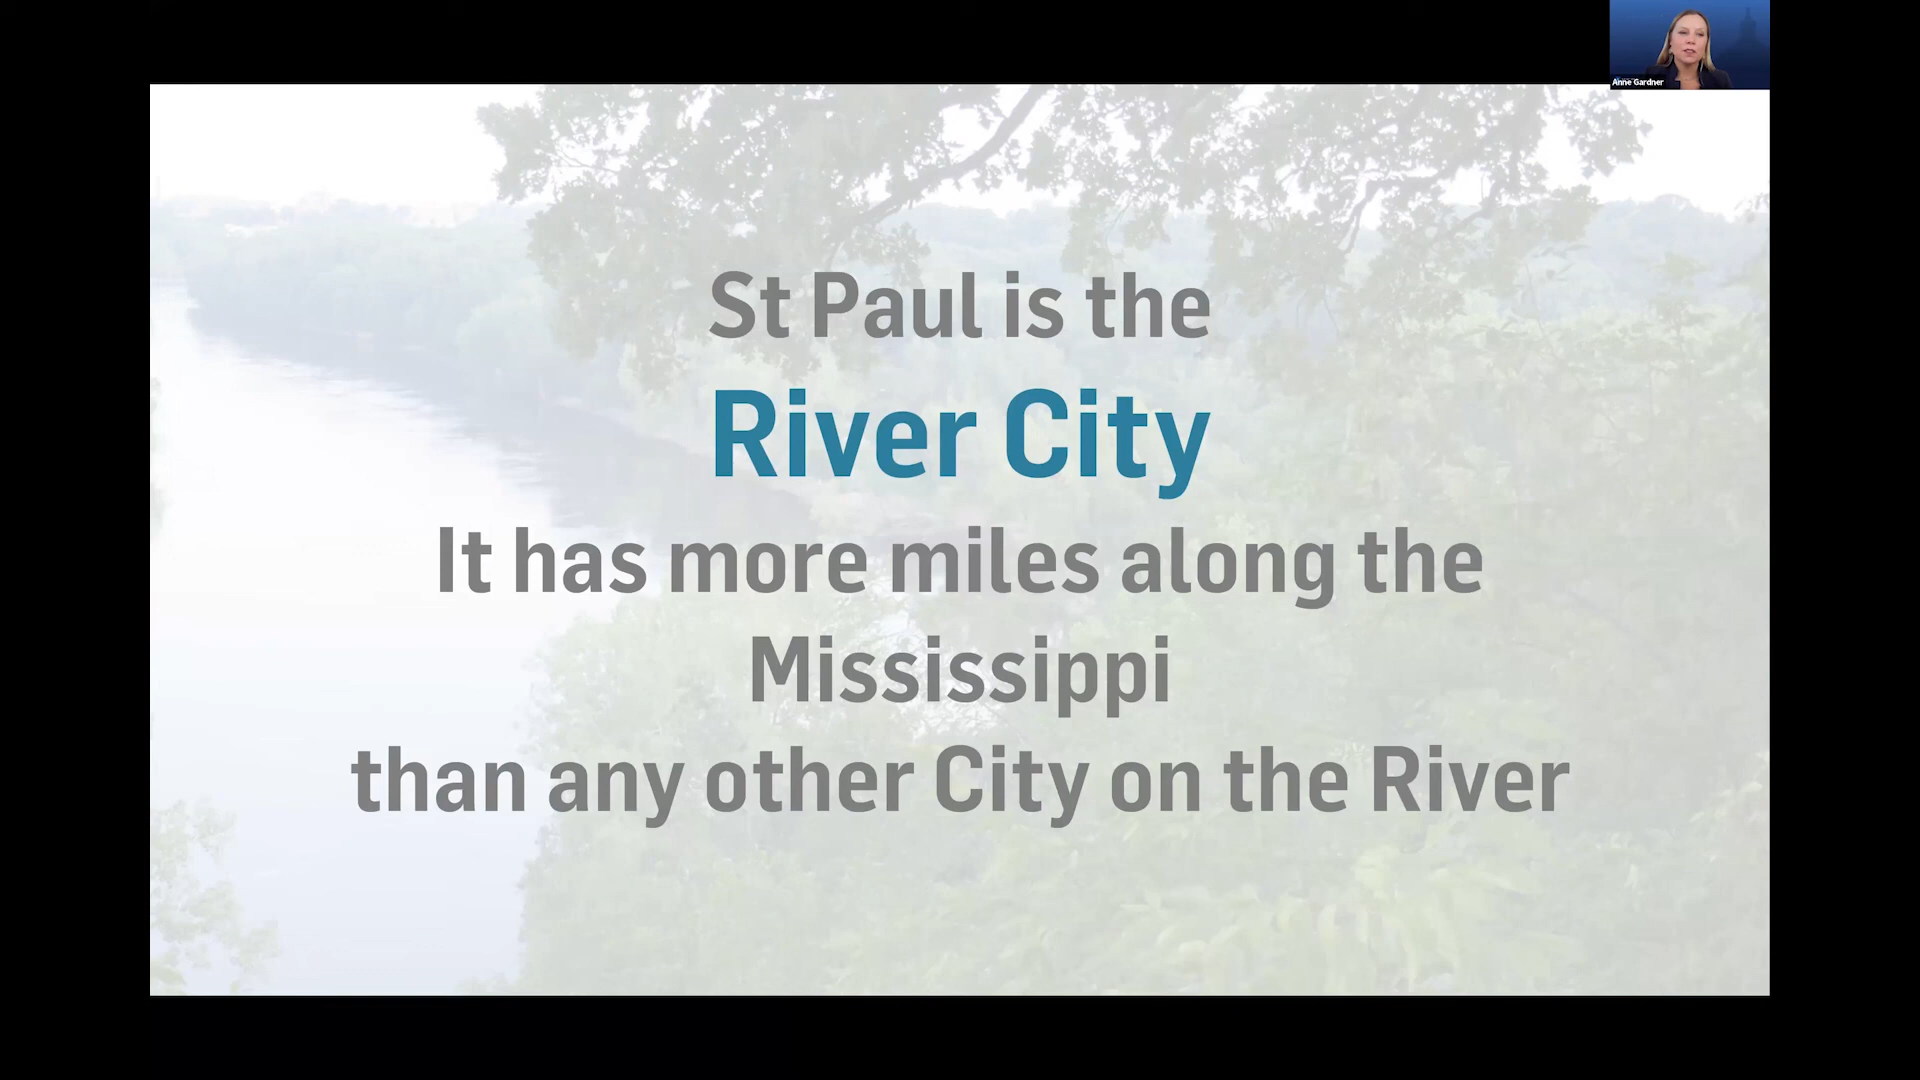 Anne Gardner
St Paul is the
River City
It has more miles along the
Mississippi
than any other City on the River